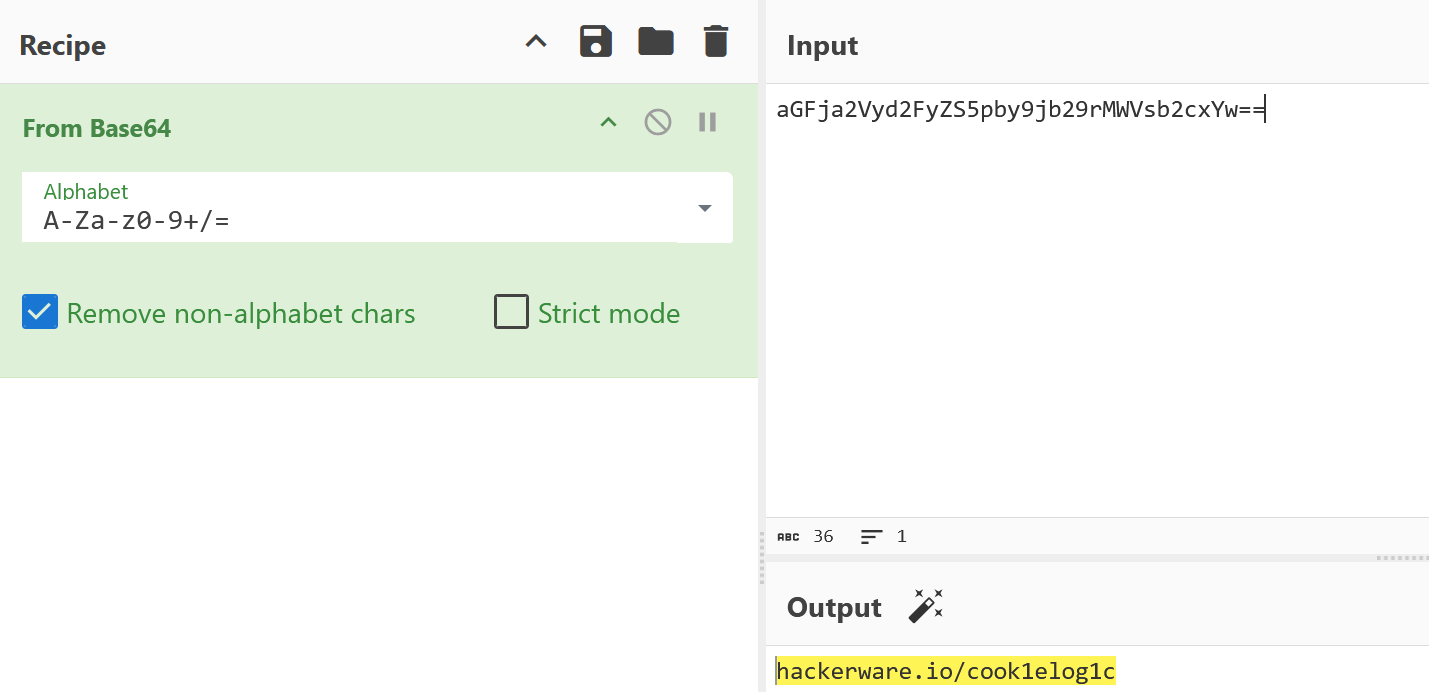 Recipe
From Base64
Alphabet
A-Za-z0-9+/=
Remove non-alphabet chars
Strict mode
Input
aGFja2Vyd2FyZS5pby9jb29rMWVsb2cxYw==
ABC 36 1
Output
hackerware.io/cook1elog1c